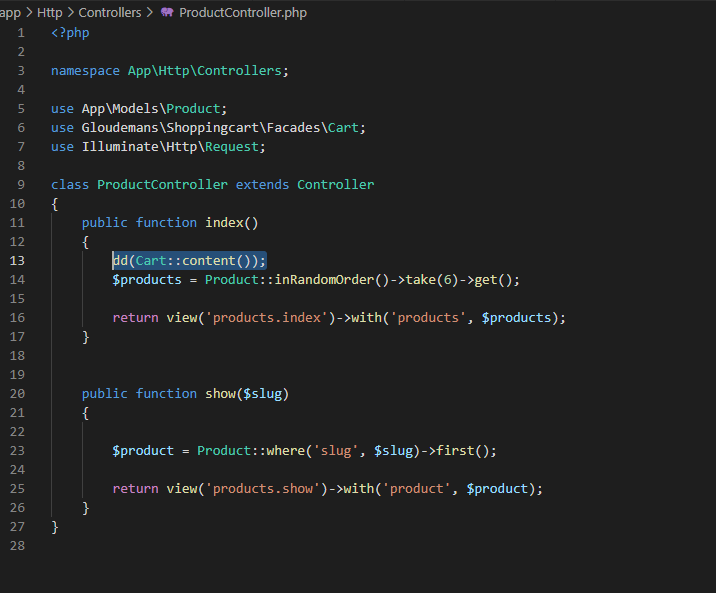 app > Http > Controllers > ProductController.php
1 <?php
2
3 namespace App\Http\Controllers;
4
5 use App\Models\Product;
6 use Gloudemans\Shoppingcart\Facades\Cart;
7 use Illuminate\Http\Request;
8
9 class ProductController extends Controller
10 {
11     public function index()
12     {
13         dd(Cart::content());
14         $products = Product::inRandomOrder()->take(6)->get();
15
16         return view('products.index')->with('products', $products);
17     }
18
19
20     public function show($slug)
21     {
22
23         $product = Product::where('slug', $slug)->first();
24
25         return view('products.show')->with('product', $product);
26     }
27 }
28